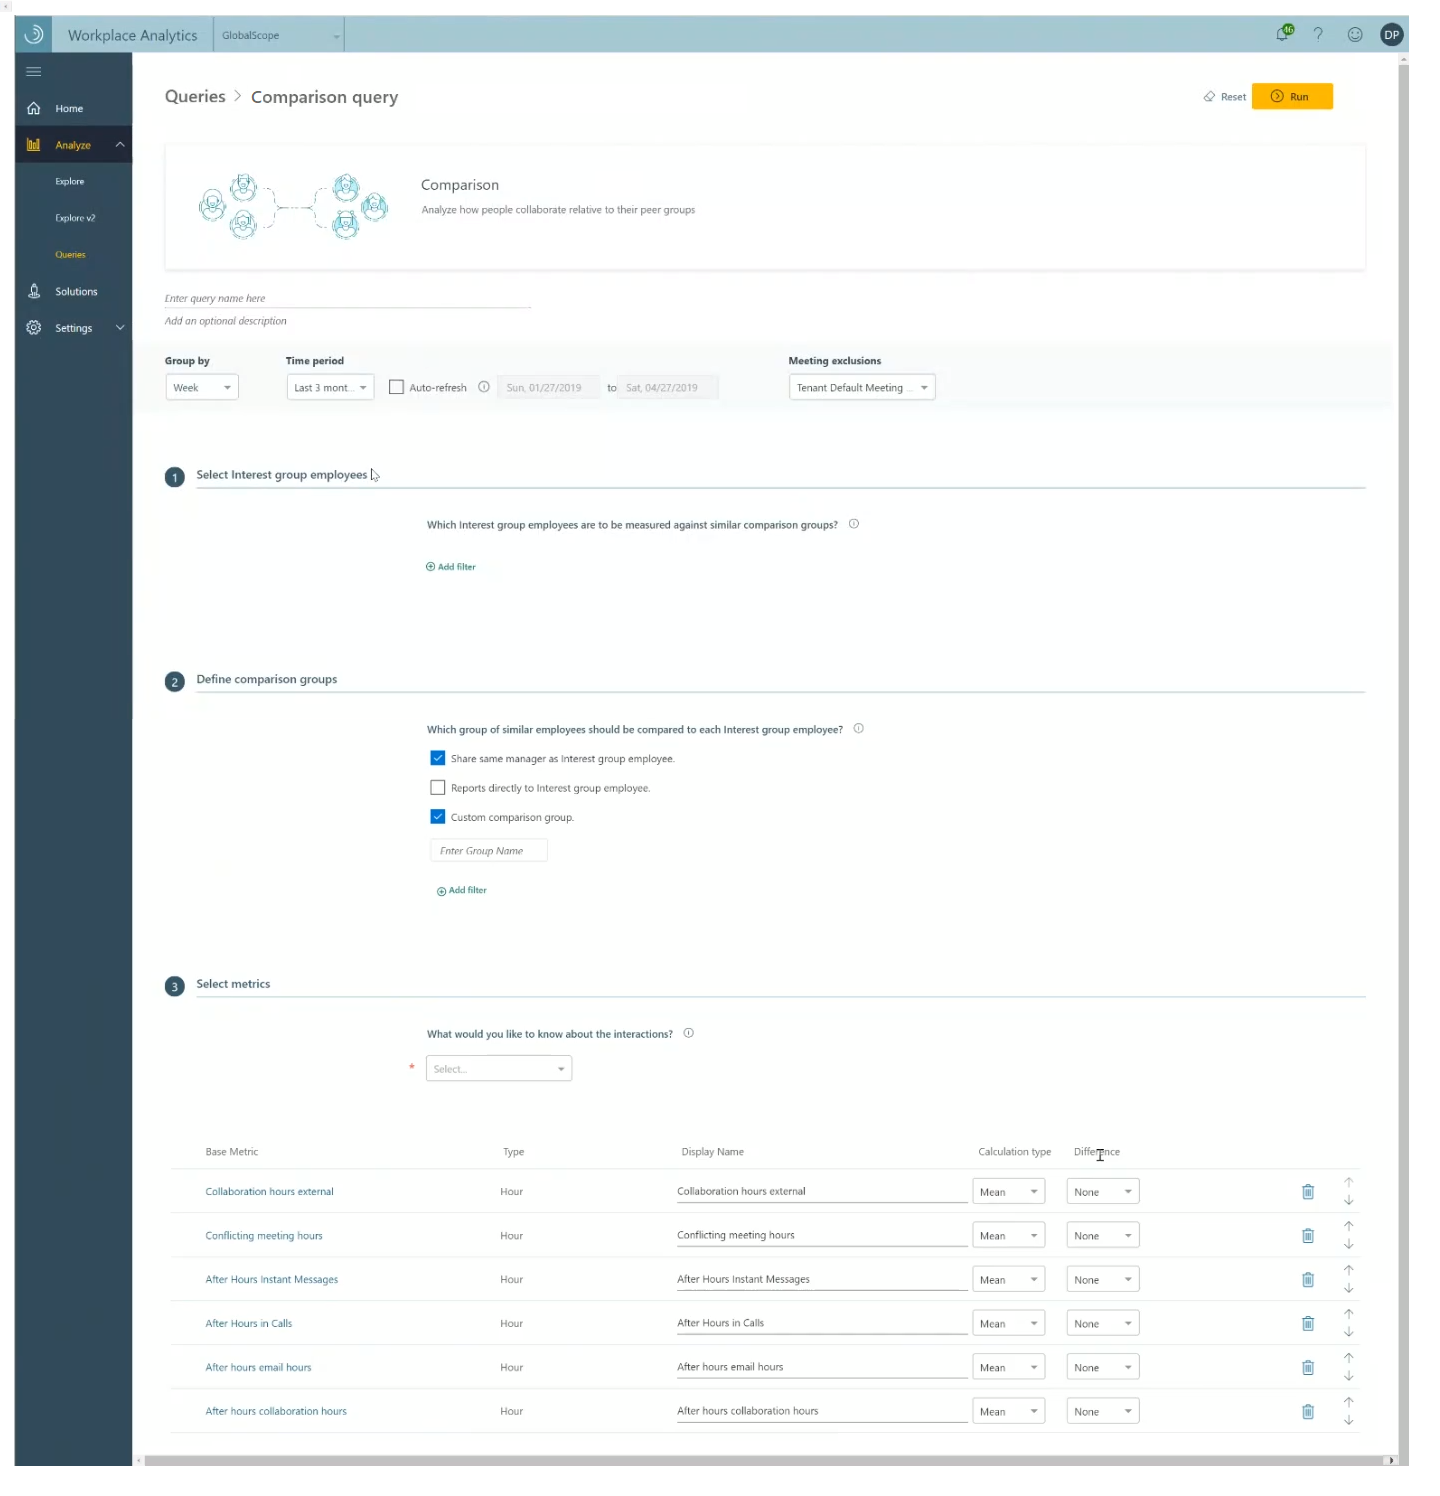 Workplace Analytics
GlobalScope
46
?
DP
Home
Analyze
Explore
Explore v2
Queries
Solutions
Settings
Queries > Comparison query
Reset
Run
Comparison
Analyze how people collaborate relative to their peer groups
Enter query name here
Add an optional description
Group by
Time period
Meeting exclusions
Week
Last 3 mont...
Auto-refresh
Sun, 01/27/2019
to
Sat, 04/27/2019
Tenant Default Meeting ...
1 Select Interest group employees
Which Interest group employees are to be measured against similar comparison groups?
Add filter
2 Define comparison groups
Which group of similar employees should be compared to each Interest group employee?
Share same manager as Interest group employee.
Reports directly to Interest group employee.
Custom comparison group.
Enter Group Name
Add filter
3 Select metrics
What would you like to know about the interactions?
* Select...
Base Metric Type Display Name Calculation type Difference
Collaboration hours external Hour Collaboration hours external Mean None
Conflicting meeting hours Hour Conflicting meeting hours Mean None
After Hours Instant Messages Hour After Hours Instant Messages Mean None
After Hours in Calls Hour After Hours in Calls Mean None
After hours email hours Hour After hours email hours Mean None
After hours collaboration hours Hour After hours collaboration hours Mean None